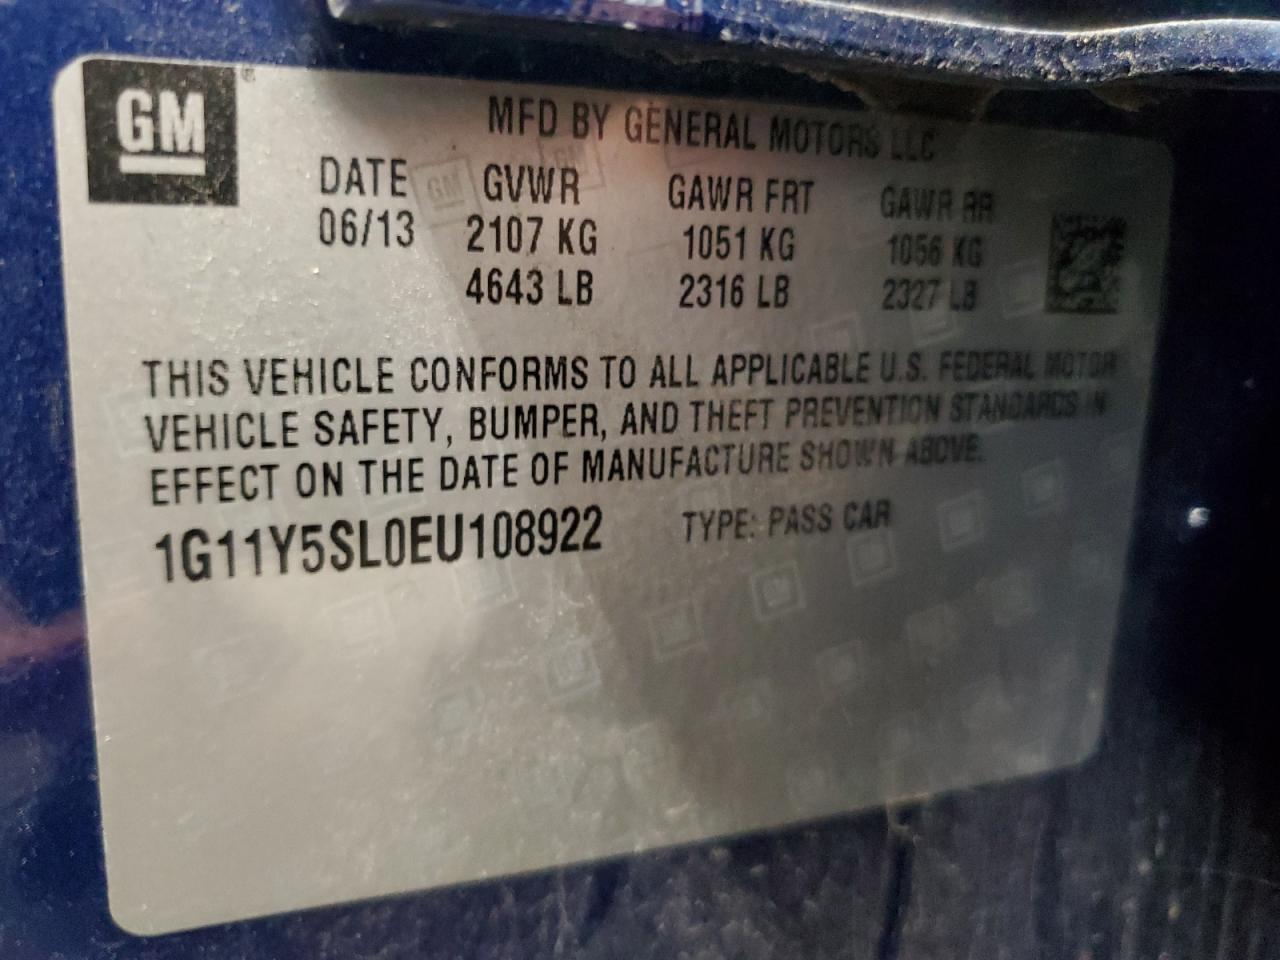 GM
MFD BY GENERAL MOTORS LLC
DATE GVWR GAWR FRT GAWR RR
06/13 2107 KG 1051 KG 1056 KG
4643 LB 2316 LB 2327 LB
THIS VEHICLE CONFORMS TO ALL APPLICABLE U.S. FEDERAL MOTOR
VEHICLE SAFETY, BUMPER, AND THEFT PREVENTION STANDARDS IN
EFFECT ON THE DATE OF MANUFACTURE SHOWN ABOVE.
1G11Y5SL0EU108922 TYPE: PASS CAR